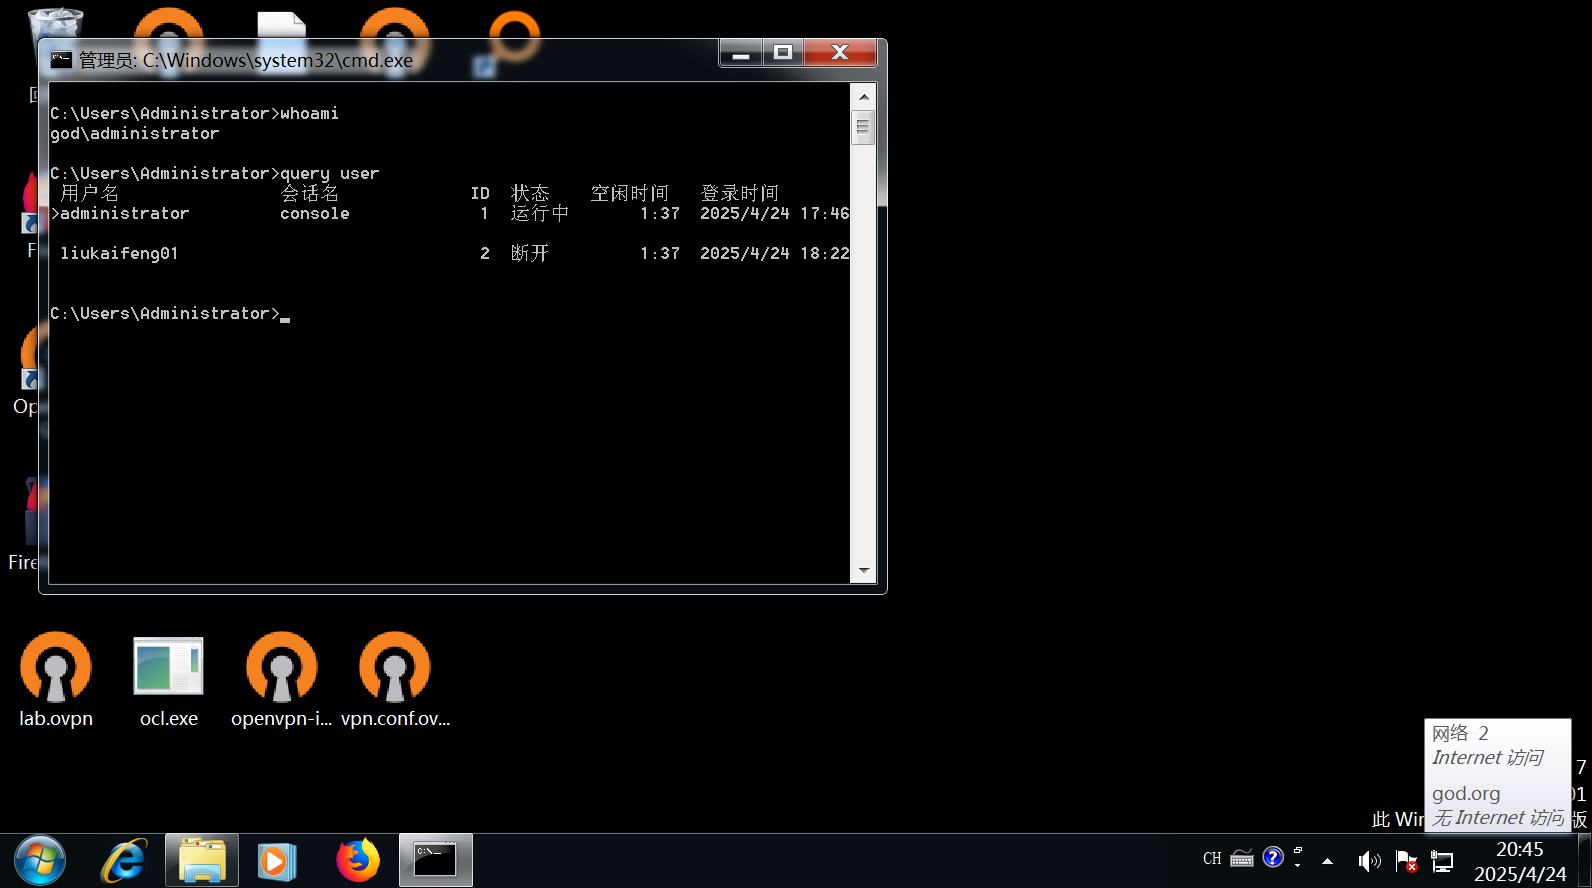 管理员: C:\Windows\system32\cmd.exe
C:\Users\Administrator>whoami
god\administrator
C:\Users\Administrator>query user
用户名 会话名 ID 状态 空闲时间 登录时间
>administrator console 1 运行中 1:37 2025/4/24 17:46
liukaifeng01 2 断开 1:37 2025/4/24 18:22
C:\Users\Administrator>_
F
Op
Fire
lab.ovpn
ocl.exe
openvpn-i...
vpn.conf.ov...
网络 2
Internet 访问
god.org
无 Internet 访问
7
01
此 Win
版
CH
20:45
2025/4/24